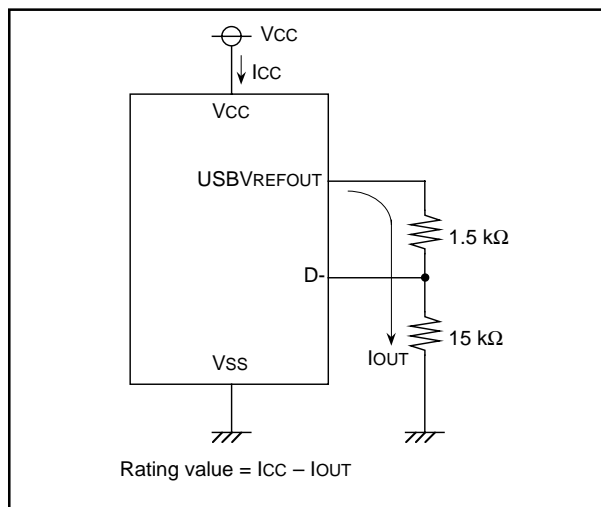 VCC
ICC
VCC
USBVREFOUT
1.5 kΩ
D-
15 kΩ
IOUT
VSS
Rating value = ICC – IOUT